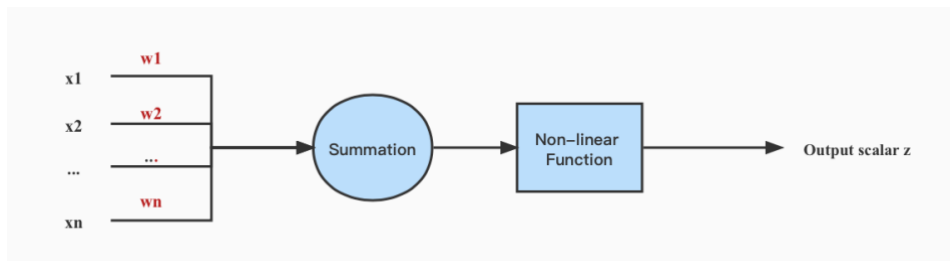 w1
x1
w2
x2
...
...
wn
xn
Summation
Non-linear
Function
Output scalar z